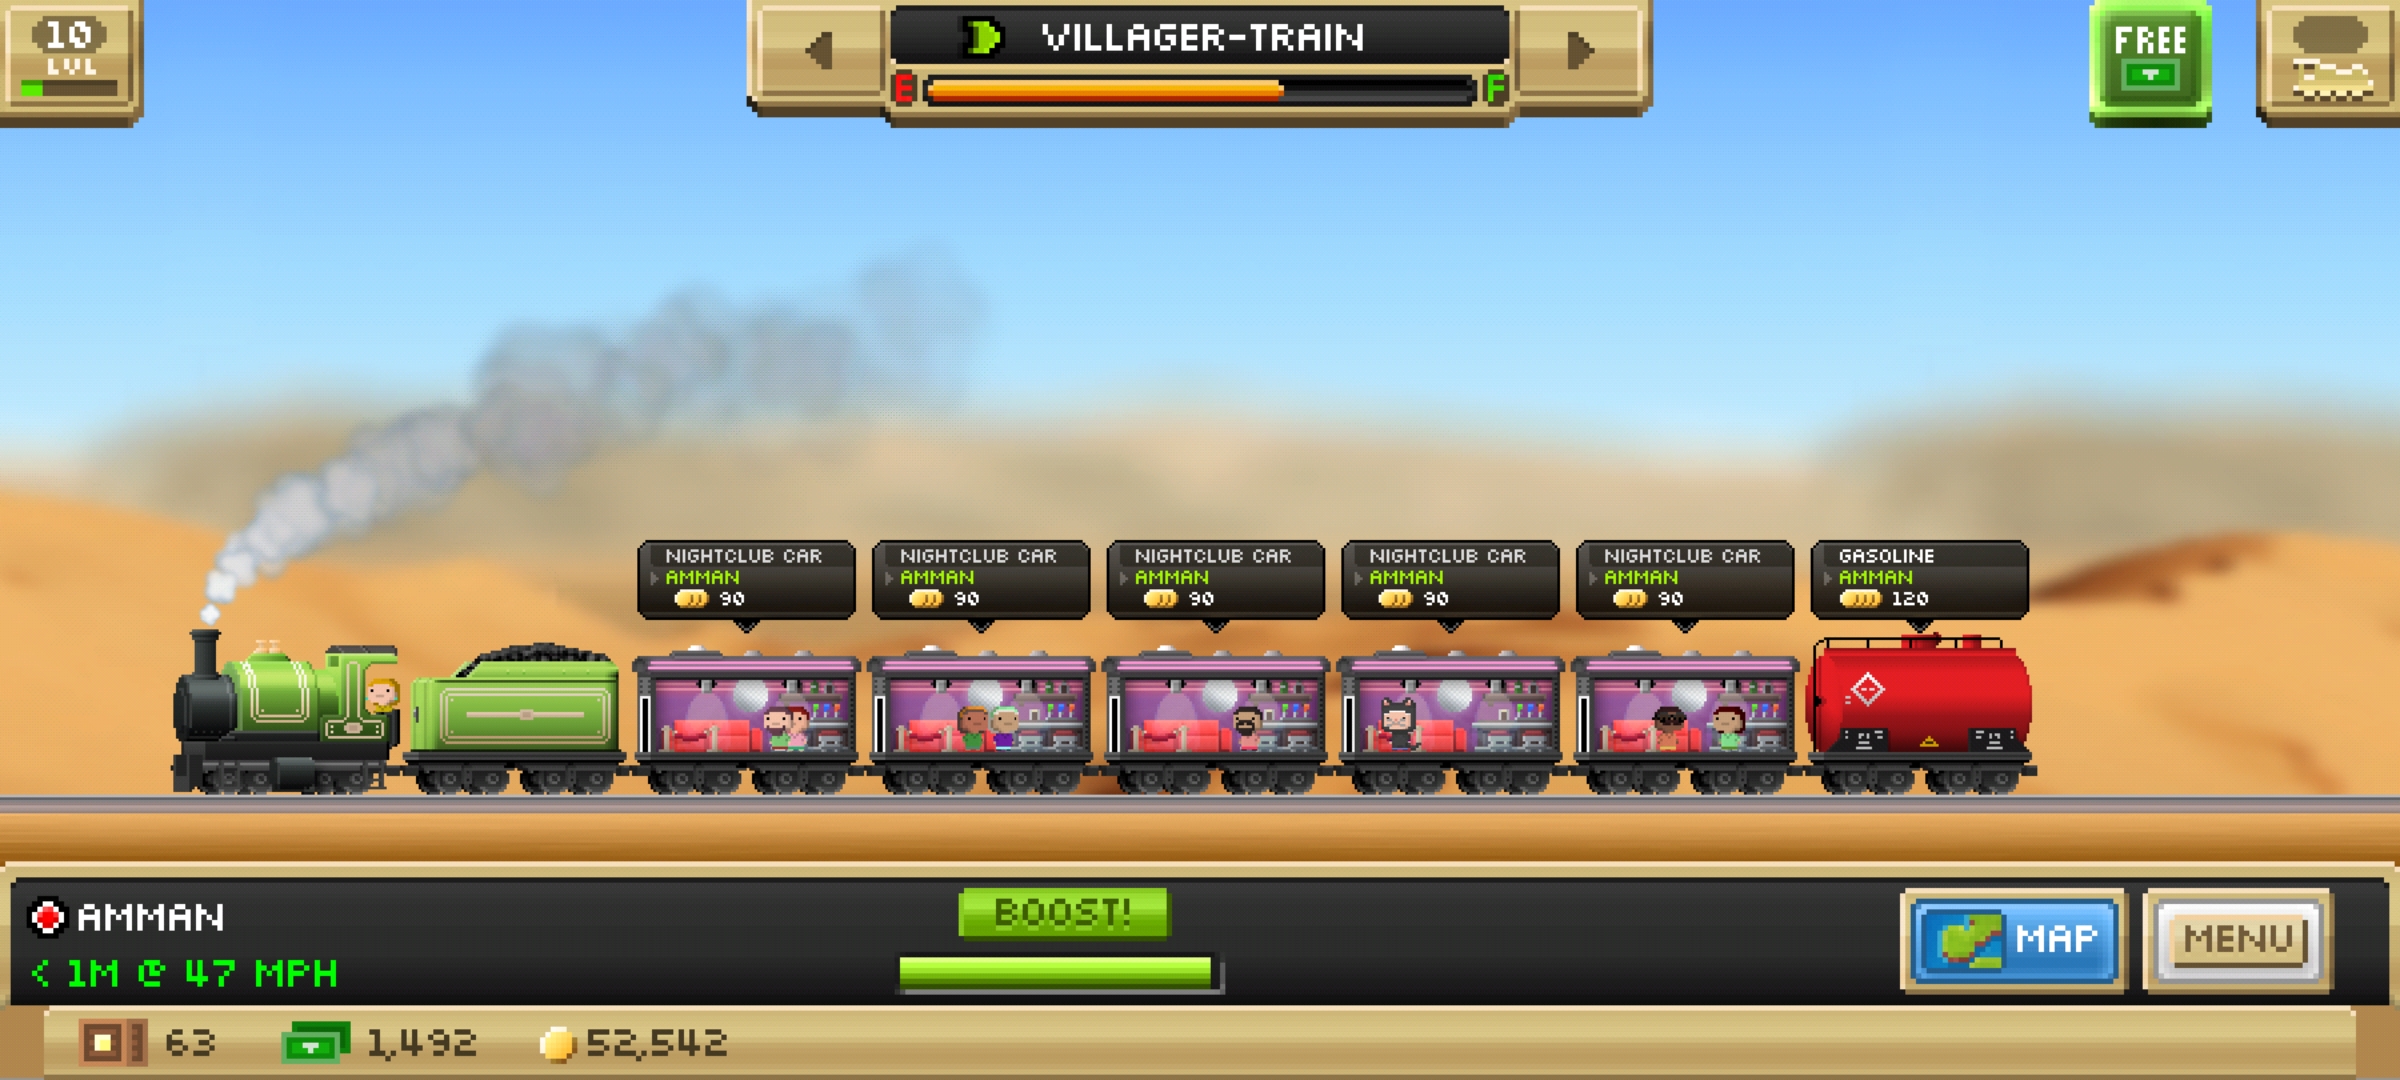 10
LVL
VILLAGER-TRAIN
E
F
FREE
NIGHTCLUB CAR
AMMAN
90
NIGHTCLUB CAR
AMMAN
90
NIGHTCLUB CAR
AMMAN
90
NIGHTCLUB CAR
AMMAN
90
NIGHTCLUB CAR
AMMAN
90
GASOLINE
AMMAN
120
AMMAN
< 1M @ 47 MPH
BOOST!
MAP
MENU
63
1,492
52,542